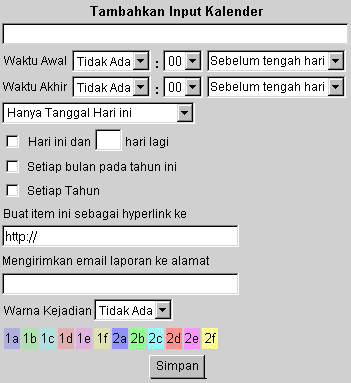 Tambahkan Input Kalender
Waktu Awal Tidak Ada : 00 Sebelum tengah hari
Waktu Akhir Tidak Ada : 00 Sebelum tengah hari
Hanya Tanggal Hari ini
Hari ini dan hari lagi
Setiap bulan pada tahun ini
Setiap Tahun
Buat item ini sebagai hyperlink ke
http://
Mengirimkan email laporan ke alamat
Warna Kejadian Tidak Ada
1a 1b 1c 1d 1e 1f 2a 2b 2c 2d 2e 2f
Simpan